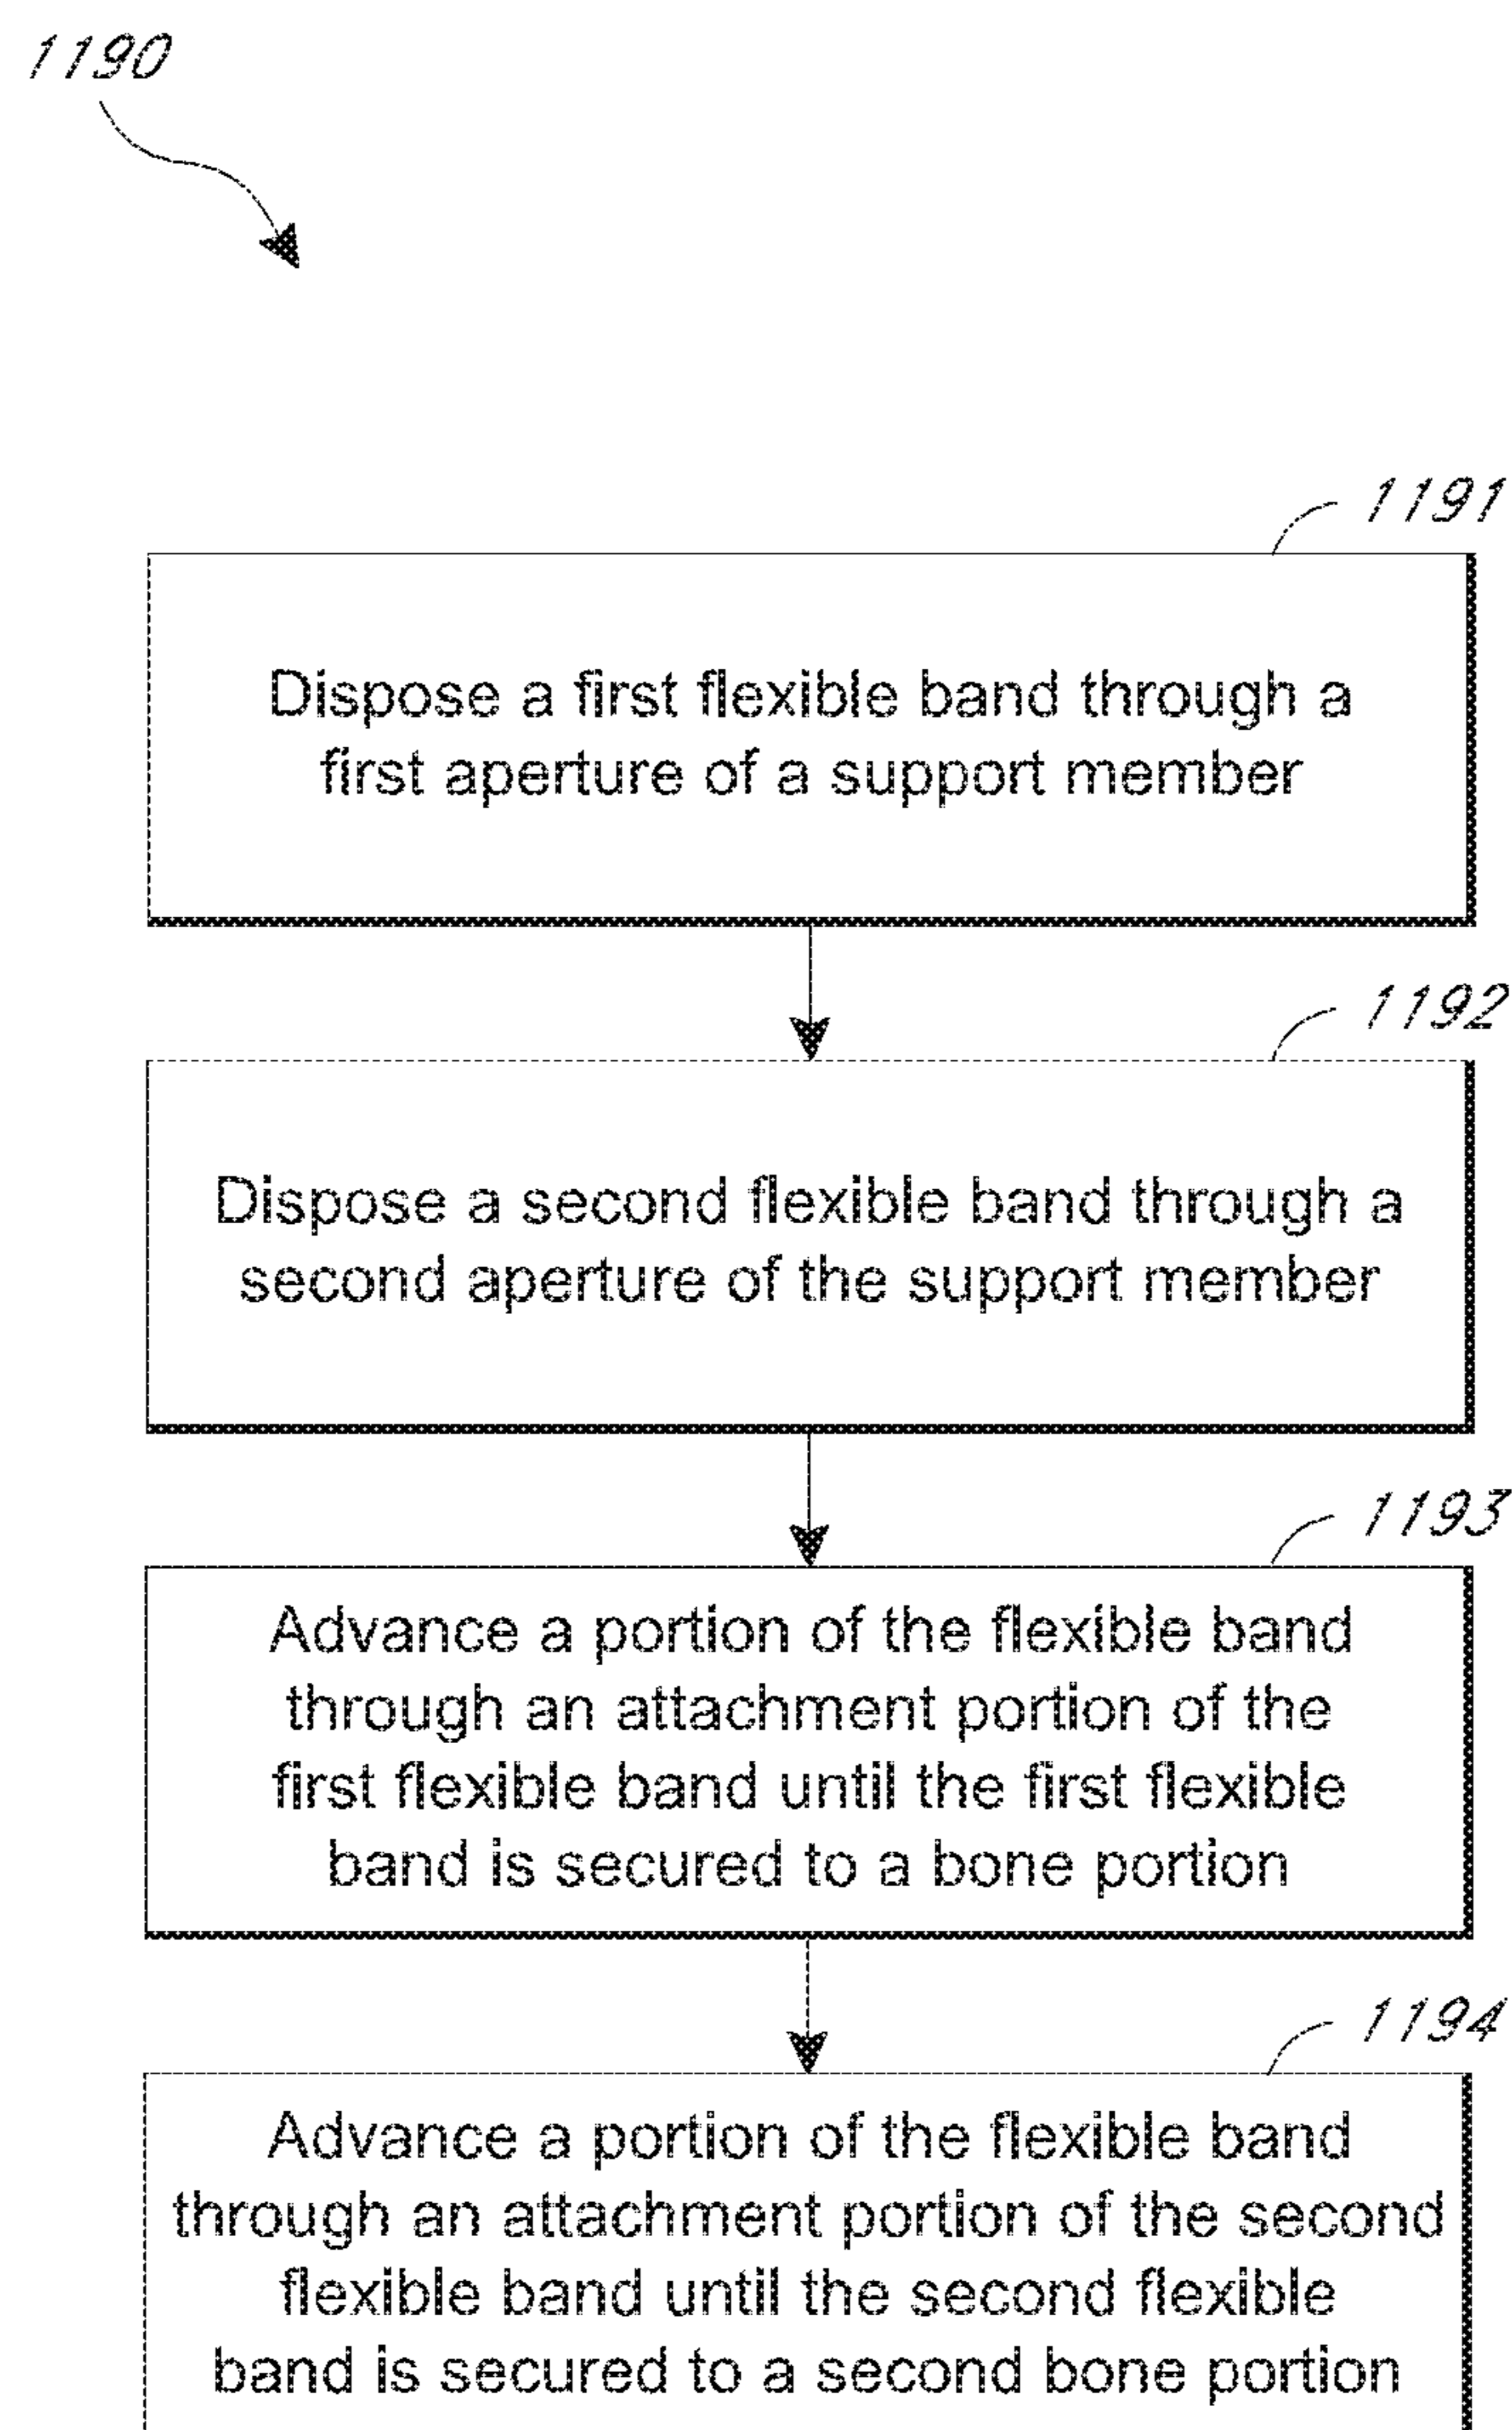 1190
1191
Dispose a first flexible band through a
first aperture of a support member
1192
Dispose a second flexible band through a
second aperture of the support member
1193
Advance a portion of the flexible band
through an attachment portion of the
first flexible band until the first flexible
band is secured to a bone portion
1194
Advance a portion of the flexible band
through an attachment portion of the second
flexible band until the second flexible
band is secured to a second bone portion